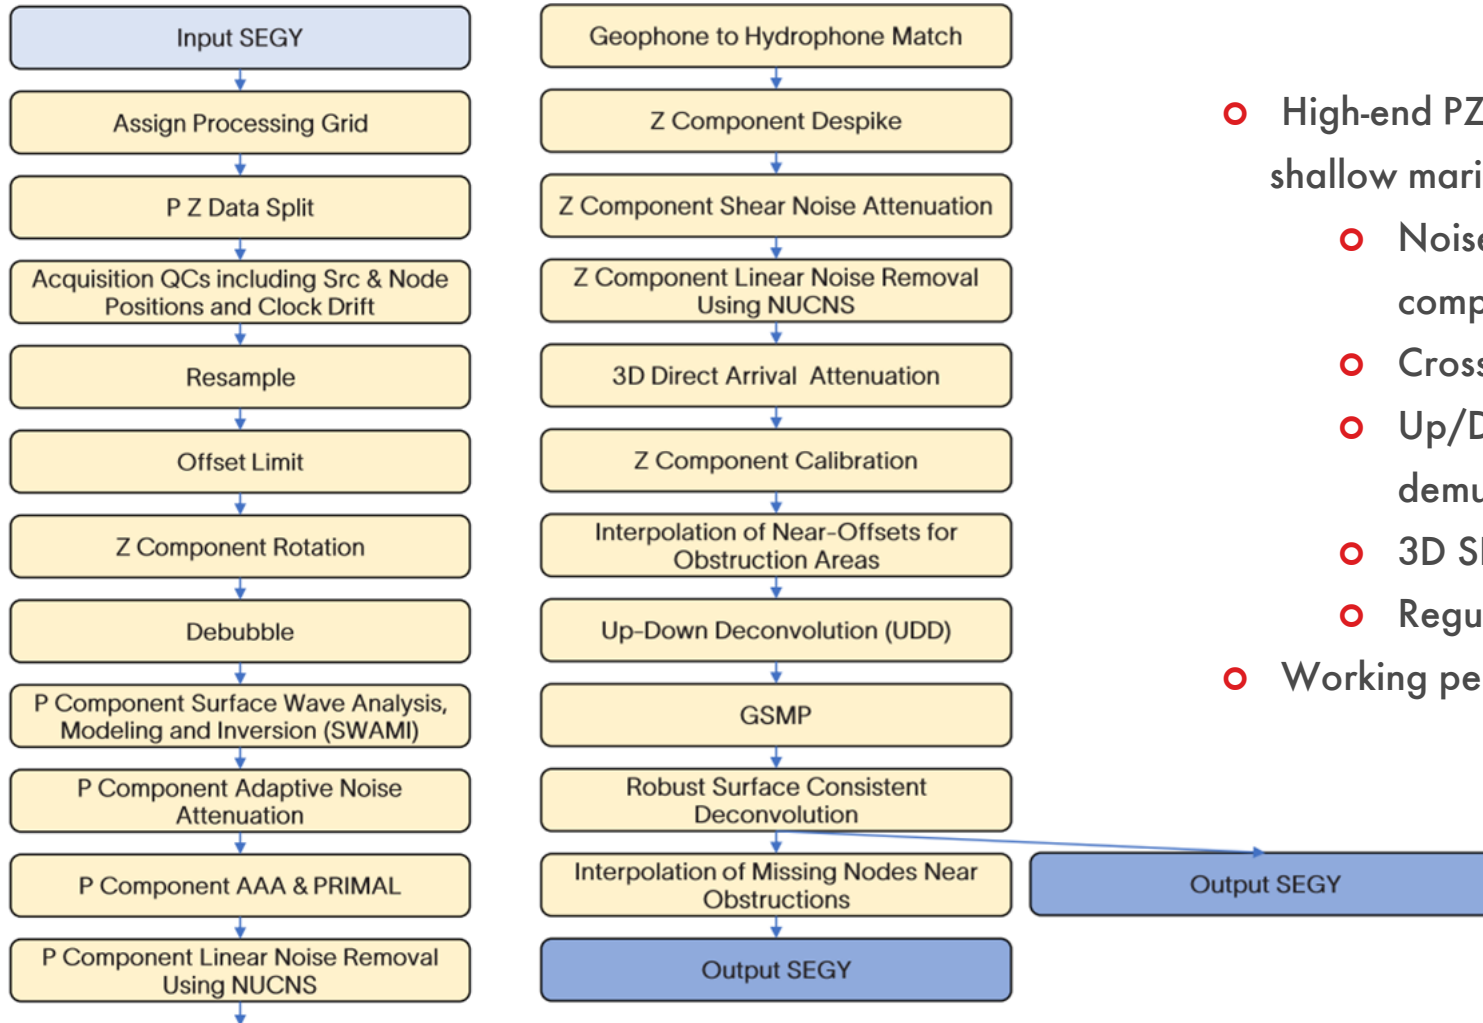 Input SEGY
Assign Processing Grid
P Z Data Split
Acquisition QCs including Src & Node
Positions and Clock Drift
Resample
Offset Limit
Z Component Rotation
Debubble
P Component Surface Wave Analysis,
Modeling and Inversion (SWAMI)
P Component Adaptive Noise
Attenuation
P Component AAA & PRIMAL
P Component Linear Noise Removal
Using NUCNS
Geophone to Hydrophone Match
Z Component Despike
Z Component Shear Noise Attenuation
Z Component Linear Noise Removal
Using NUCNS
3D Direct Arrival Attenuation
Z Component Calibration
Interpolation of Near-Offsets for
Obstruction Areas
Up-Down Deconvolution (UDD)
GSMP
Robust Surface Consistent
Deconvolution
Interpolation of Missing Nodes Near
Obstructions
Output SEGY
Output SEGY
High-end PZ
shallow mari
Noise
comp
Cross
Up/D
demu
3D S
Regu
Working pe